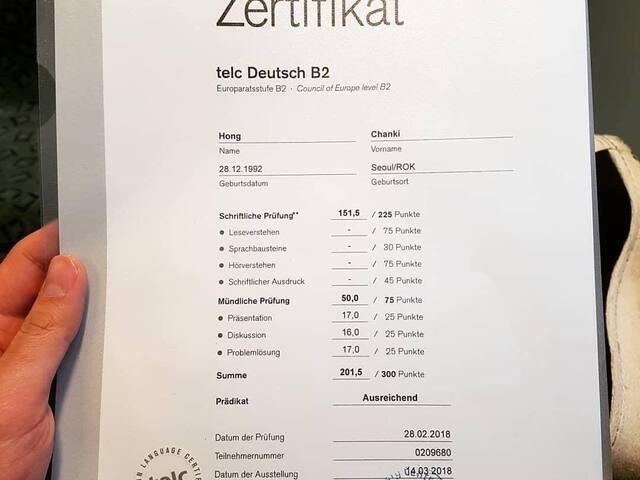 Zertifikat
telc Deutsch B2
Europaratsstufe B2 · Council of Europe level B2
Hong Chanki
Name Vorname
28.12.1992 Seoul/ROK
Geburtsdatum Geburtsort
Schriftliche Prüfung** 151,5 / 225 Punkte
• Leseverstehen - / 75 Punkte
• Sprachbausteine - / 30 Punkte
• Hörverstehen - / 75 Punkte
• Schriftlicher Ausdruck - / 45 Punkte
Mündliche Prüfung 50,0 / 75 Punkte
• Präsentation 17,0 / 25 Punkte
• Diskussion 16,0 / 25 Punkte
• Problemlösung 17,0 / 25 Punkte
Summe 201,5 / 300 Punkte
Prädikat Ausreichend
Datum der Prüfung 28.02.2018
Teilnehmernummer 0209680
Datum der Ausstellung 14.03.2018
LANGUAGE CERTIF
telc